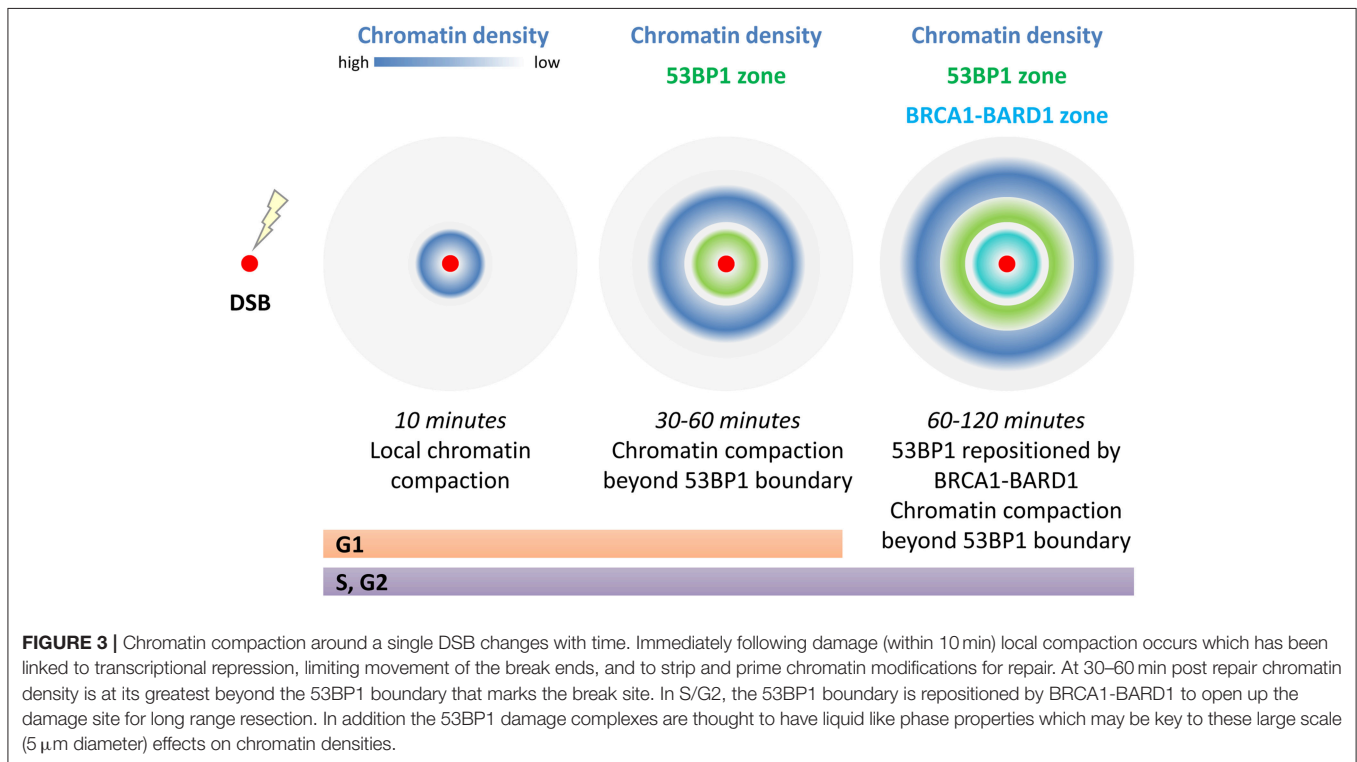 Chromatin density
high low
Chromatin density
53BP1 zone
Chromatin density
53BP1 zone
BRCA1-BARD1 zone
DSB
10 minutes
Local chromatin
compaction
30-60 minutes
Chromatin compaction
beyond 53BP1 boundary
60-120 minutes
53BP1 repositioned by
BRCA1-BARD1
Chromatin compaction
beyond 53BP1 boundary
G1
S, G2
FIGURE 3 | Chromatin compaction around a single DSB changes with time. Immediately following damage (within 10 min) local compaction occurs which has been
linked to transcriptional repression, limiting movement of the break ends, and to strip and prime chromatin modifications for repair. At 30–60 min post repair chromatin
density is at its greatest beyond the 53BP1 boundary that marks the break site. In S/G2, the 53BP1 boundary is repositioned by BRCA1-BARD1 to open up the
damage site for long range resection. In addition the 53BP1 damage complexes are thought to have liquid like phase properties which may be key to these large scale
(5 μm diameter) effects on chromatin densities.